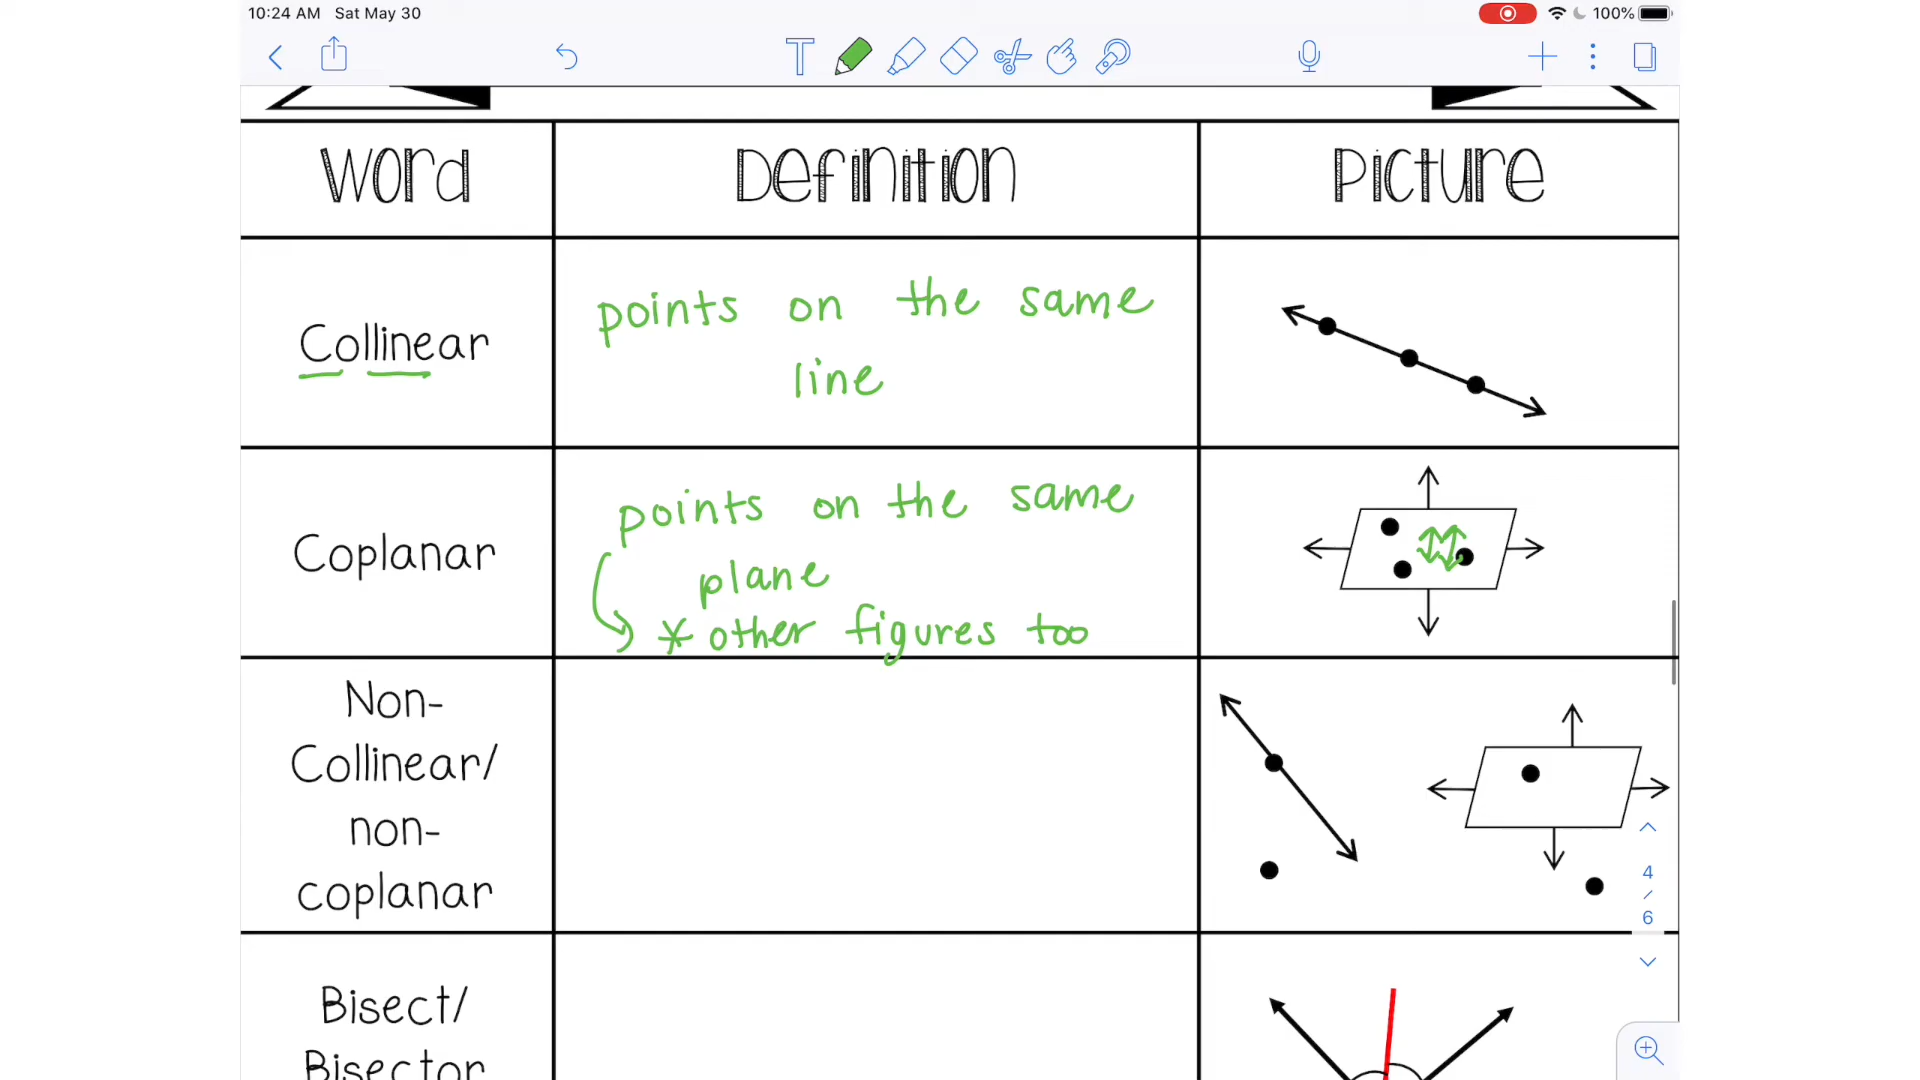 10:24 AM Sat May 30
100%
Word Definition Picture
Collinear
points on the same
line
Coplanar
points on the same
plane
* other figures too
Non-
Collinear/
non-
coplanar
4
/
6
Bisect/
Bisector